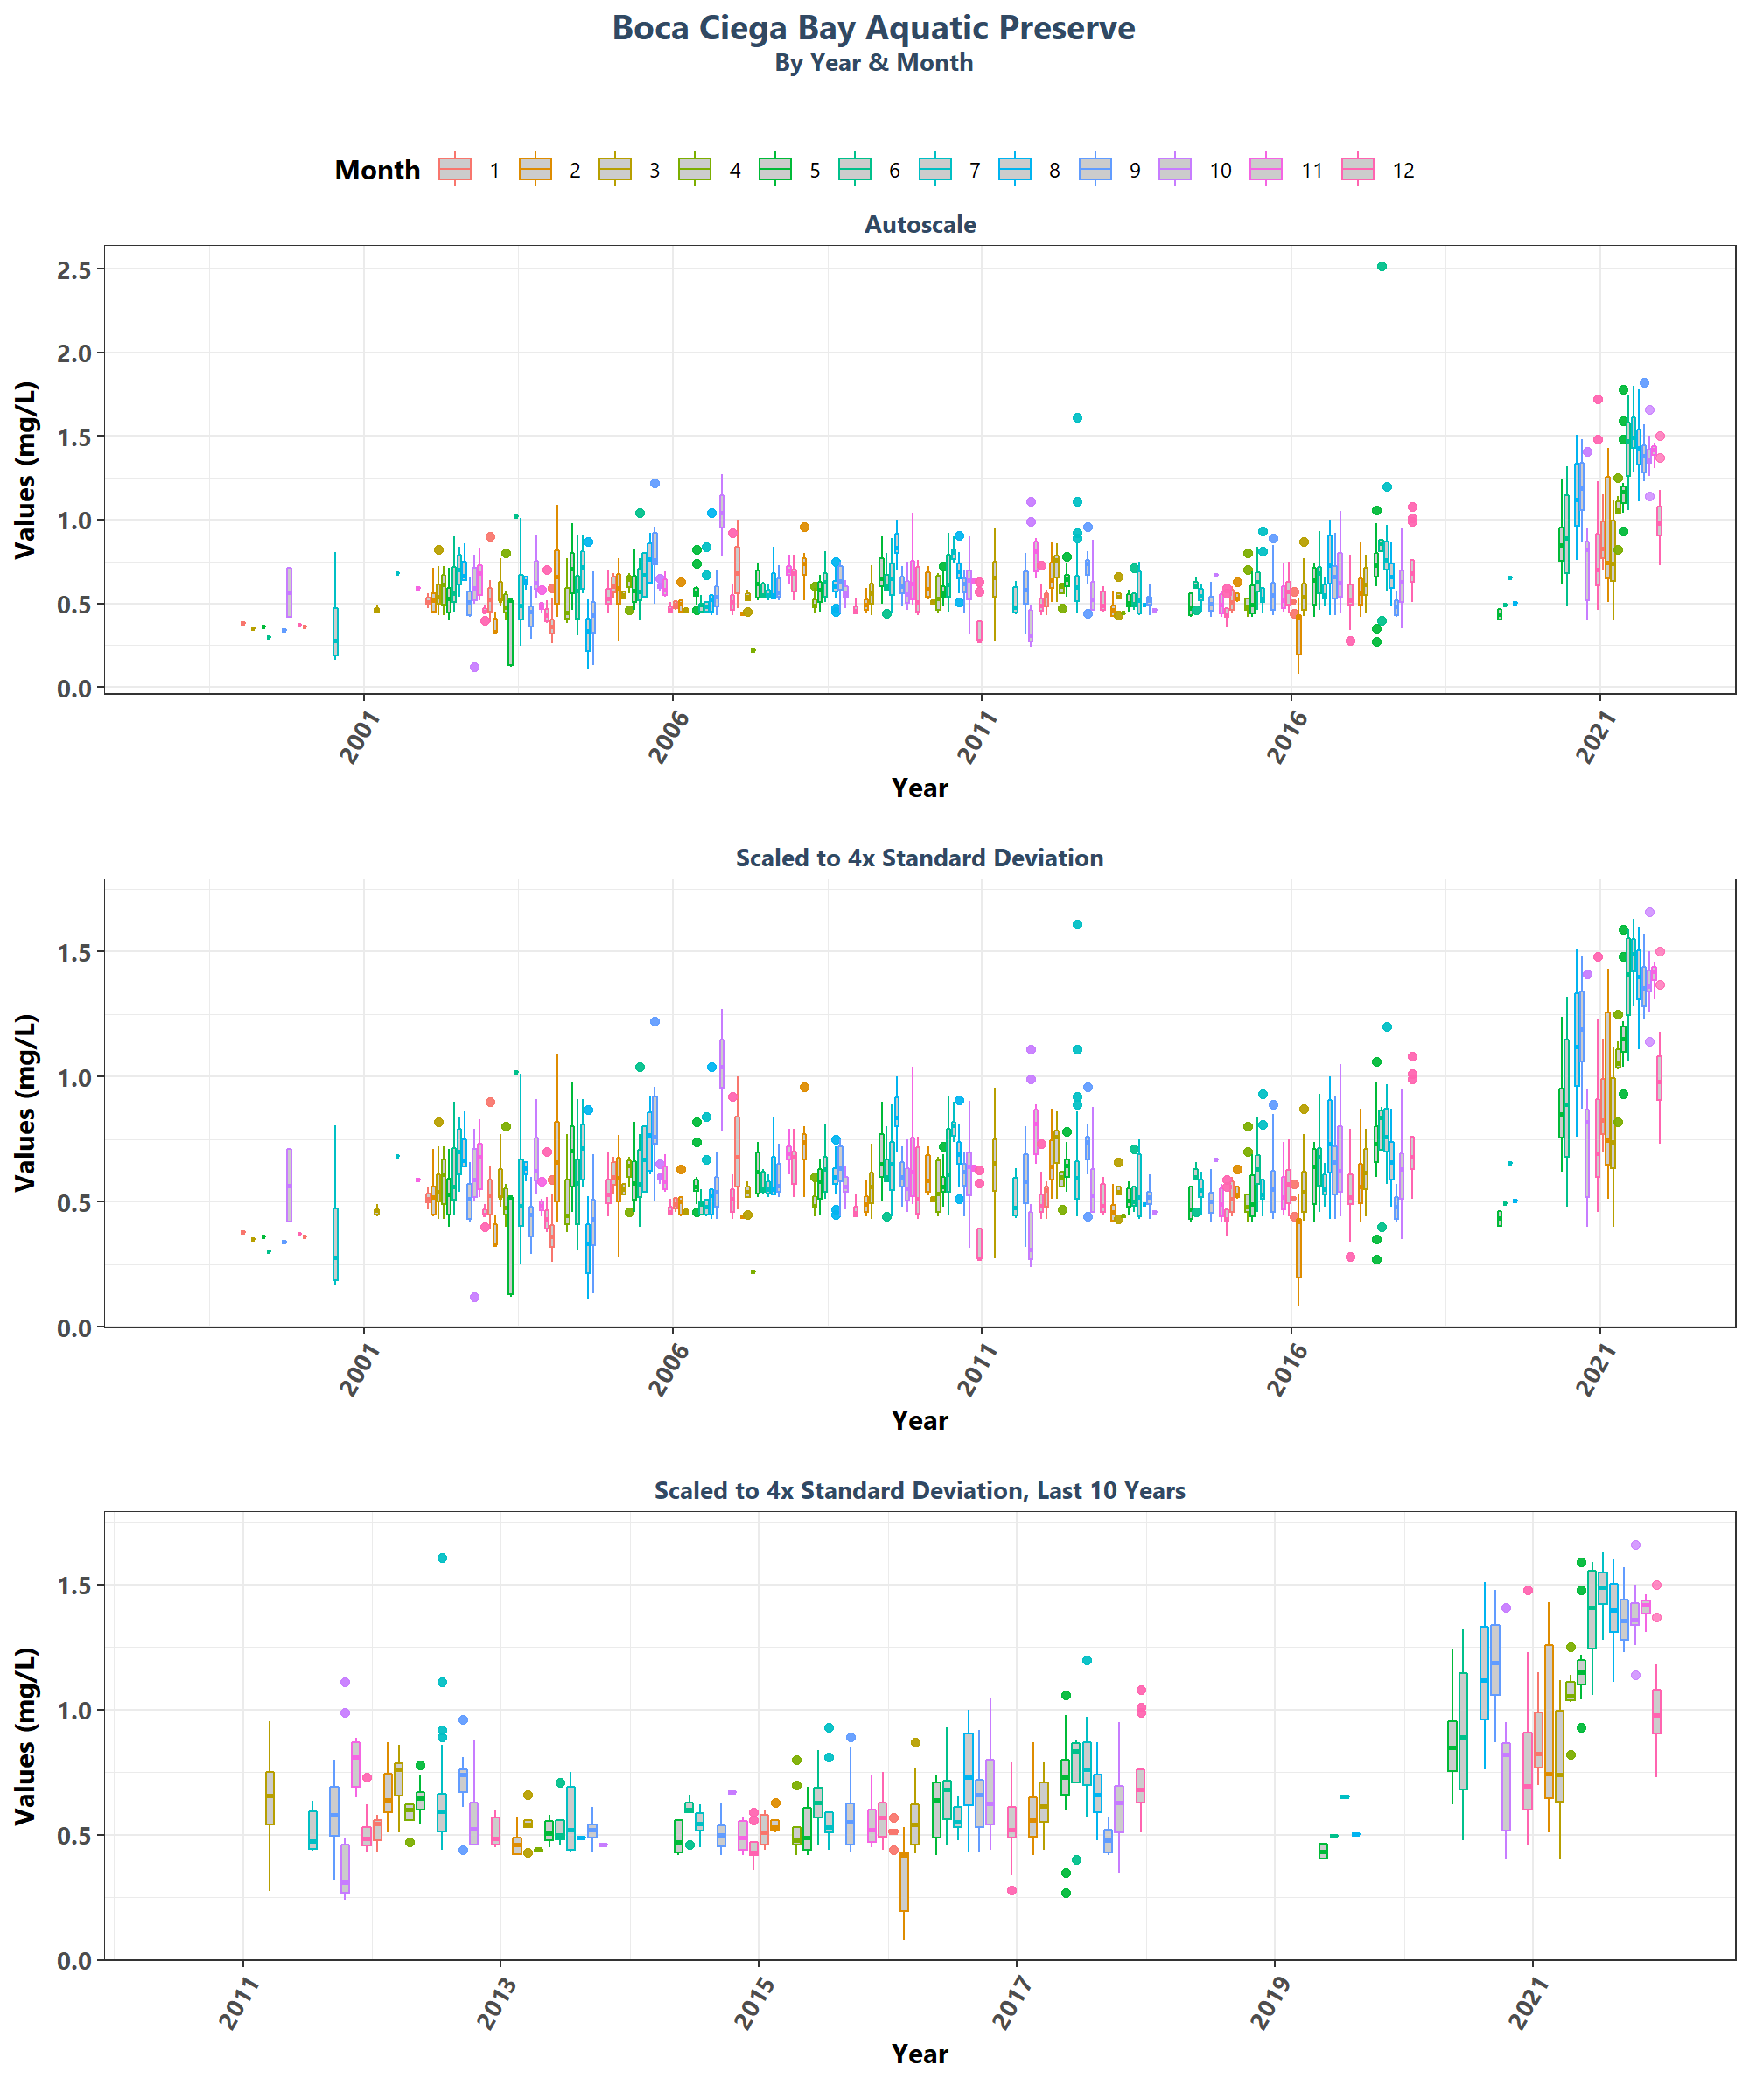 Boca Ciega Bay Aquatic Preserve
By Year & Month
Month 1 2 3 4 5 6 7 8 9 10 11 12
Autoscale
Values (mg/L)
2.5
2.0
1.5
1.0
0.5
0.0
2001 2006 2011 2016 2021
Year
Scaled to 4x Standard Deviation
Values (mg/L)
1.5
1.0
0.5
0.0
2001 2006 2011 2016 2021
Year
Scaled to 4x Standard Deviation, Last 10 Years
Values (mg/L)
1.5
1.0
0.5
0.0
2011 2013 2015 2017 2019 2021
Year